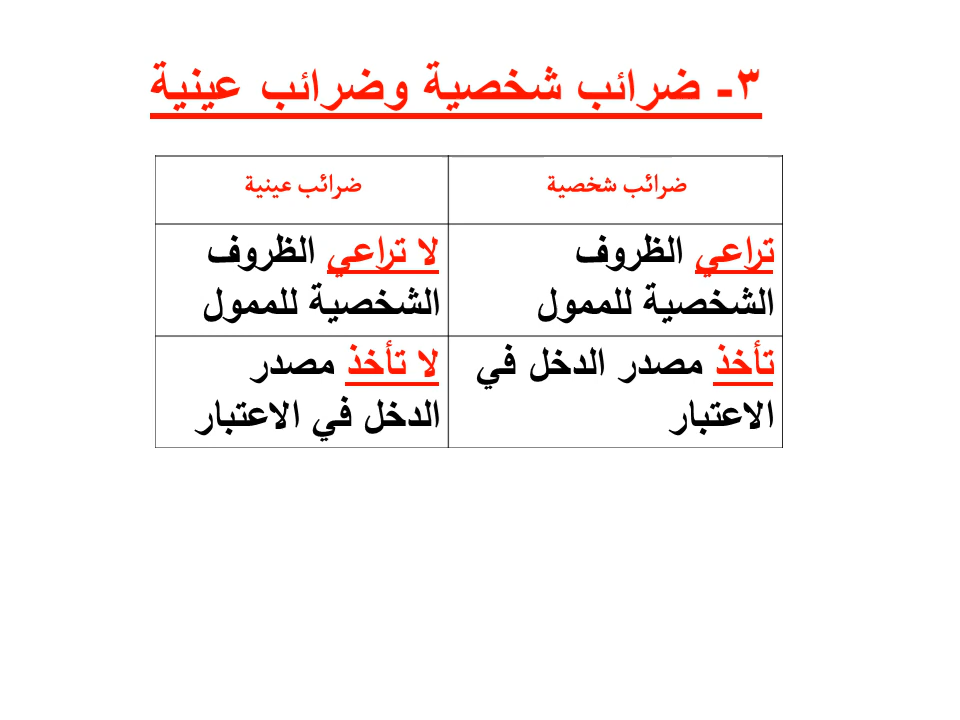 ٣- ضرائب شخصية وضرائب عينية
ضرائب شخصية
ضرائب عينية
تراعي الظروف
الشخصية للممول
لا تراعي الظروف
الشخصية للممول
تأخذ مصدر الدخل في
الاعتبار
لا تأخذ مصدر
الدخل في الاعتبار